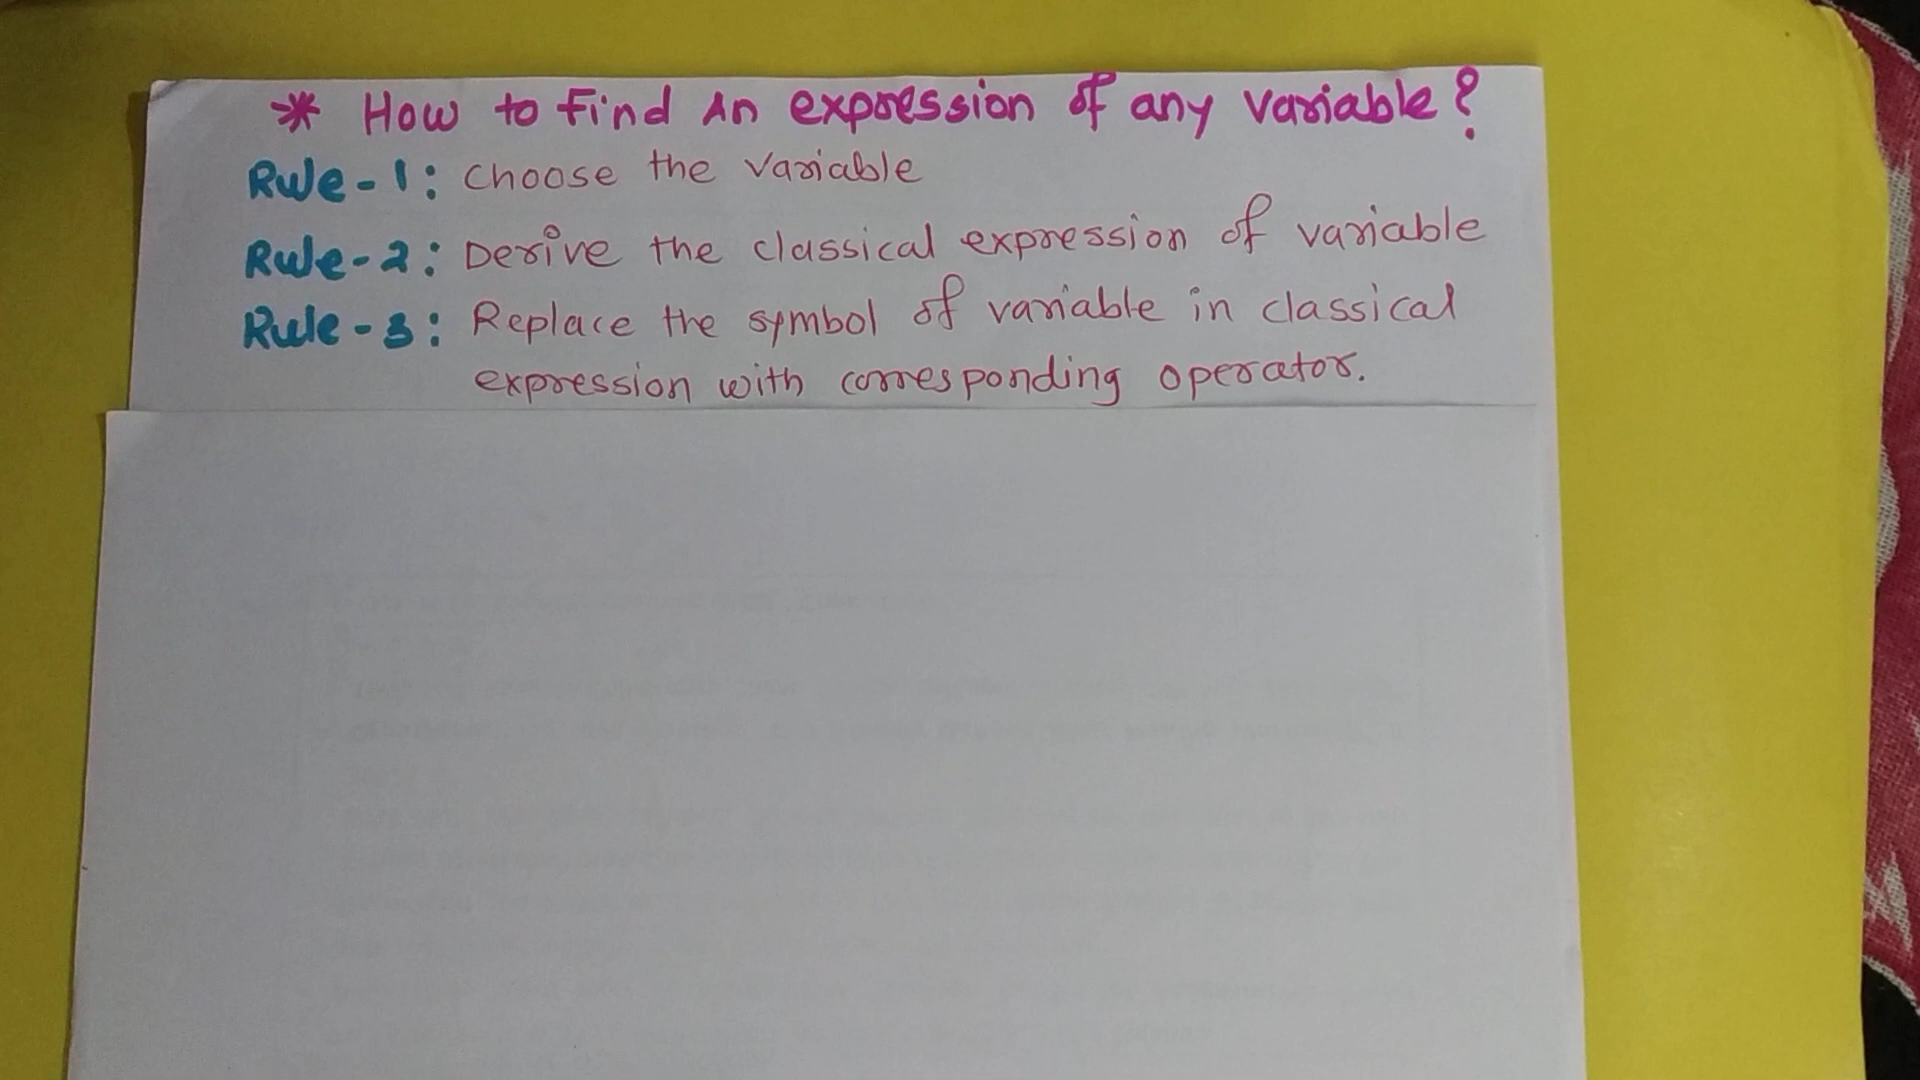 * How to Find An expression of any variable?
Rule-1: choose the variable
Rule-2: Derive the classical expression of variable
Rule-3: Replace the symbol of variable in classical
expression with corresponding operator.